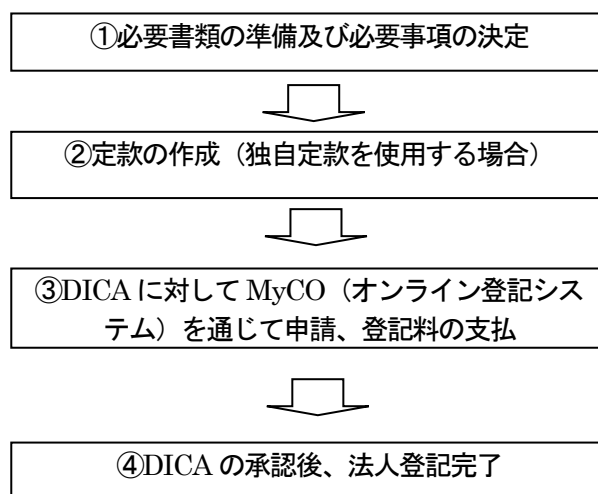 ①必要書類の準備及び必要事項の決定
②定款の作成（独自定款を使用する場合）
③DICA に対して MyCO（オンライン登記シス
テム）を通じて申請、登記料の支払
④DICA の承認後、法人登記完了